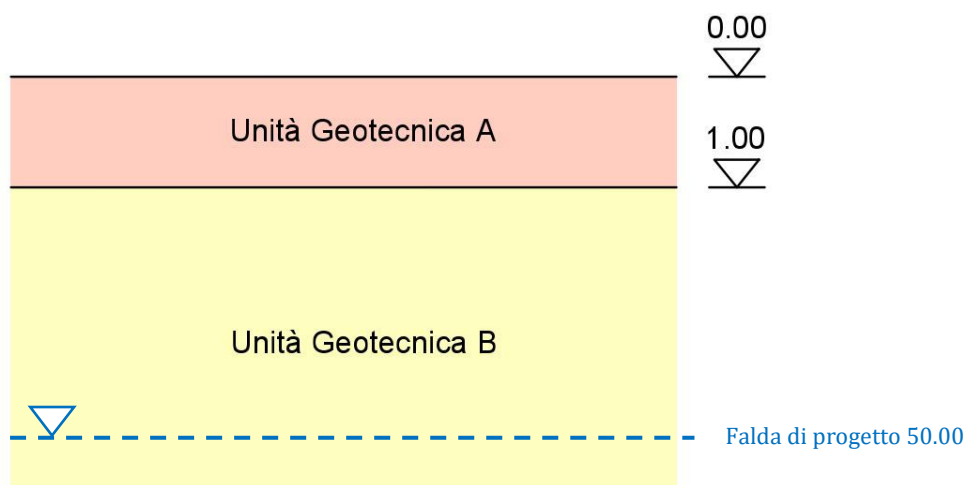 0.00
Unità Geotecnica A
1.00
Unità Geotecnica B
Falda di progetto 50.00